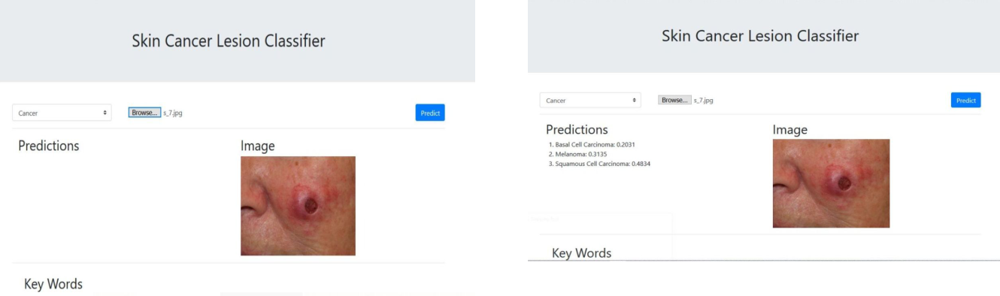 Skin Cancer Lesion Classifier
Cancer
Browse... s_7.jpg
Predict
Predictions
Image
Key Words
Skin Cancer Lesion Classifier
Cancer
Browse... s_7.jpg
Predict
Predictions
1. Basal Cell Carcinoma: 0.2031
2. Melanoma: 0.3135
3. Squamous Cell Carcinoma: 0.4834
Image
Key Words